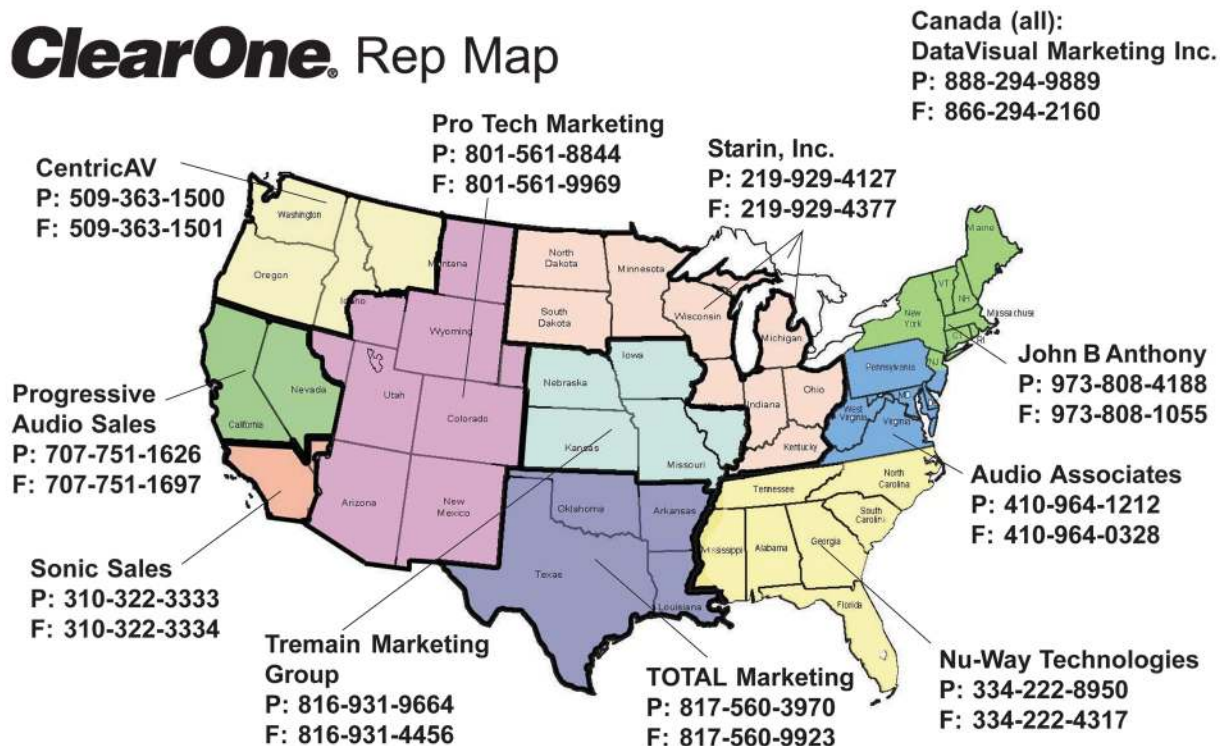 ClearOne® Rep Map
Canada (all):
DataVisual Marketing Inc.
P: 888-294-9889
F: 866-294-2160
Pro Tech Marketing
P: 801-561-8844
F: 801-561-9969
Starin, Inc.
P: 219-929-4127
F: 219-929-4377
CentricAV
P: 509-363-1500
F: 509-363-1501
Washington
Oregon
Idaho
Montana
Wyoming
North
Dakota
South
Dakota
Minnesota
Wisconsin
Michigan
Maine
VT
NH
New
York
Massachuse
CT
RI
NJ
Pennsylvania
Ohio
Indiana
Iowa
Nebraska
Nevada
California
Utah
Colorado
Kansas
Missouri
Kentucky
West
Virginia
Virginia
John B Anthony
P: 973-808-4188
F: 973-808-1055
Progressive
Audio Sales
P: 707-751-1626
F: 707-751-1697
Arizona
New
Mexico
Oklahoma
Arkansas
Tennessee
North
Carolina
South
Carolina
Texas
Louisiana
Mississippi
Alabama
Georgia
Florida
Audio Associates
P: 410-964-1212
F: 410-964-0328
Sonic Sales
P: 310-322-3333
F: 310-322-3334
Tremain Marketing
Group
P: 816-931-9664
F: 816-931-4456
TOTAL Marketing
P: 817-560-3970
F: 817-560-9923
Nu-Way Technologies
P: 334-222-8950
F: 334-222-4317